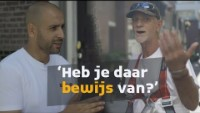 ‘Heb je daar
bewijs van?’